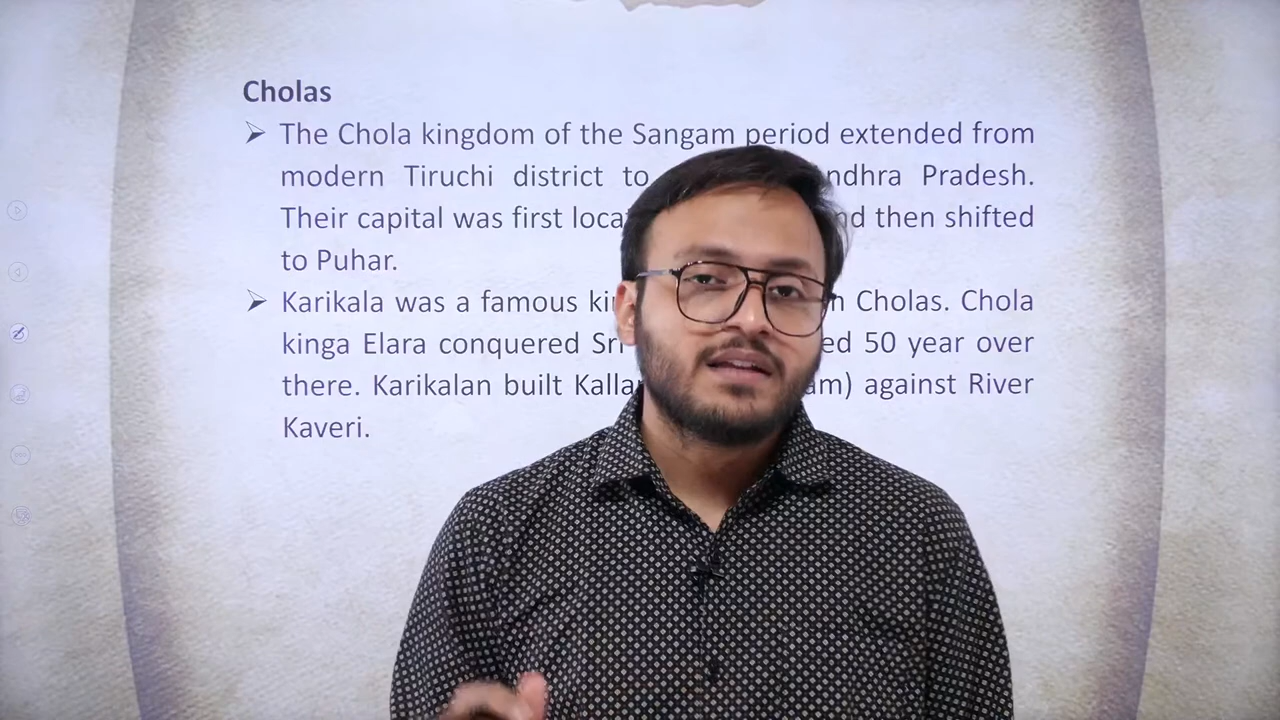 Cholas
➢ The Chola kingdom of the Sangam period extended from
modern Tiruchi district to ndhra Pradesh.
Their capital was first loca nd then shifted
to Puhar.
➢ Karikala was a famous ki n Cholas. Chola
kinga Elara conquered Sri ed 50 year over
there. Karikalan built Kalla am) against River
Kaveri.